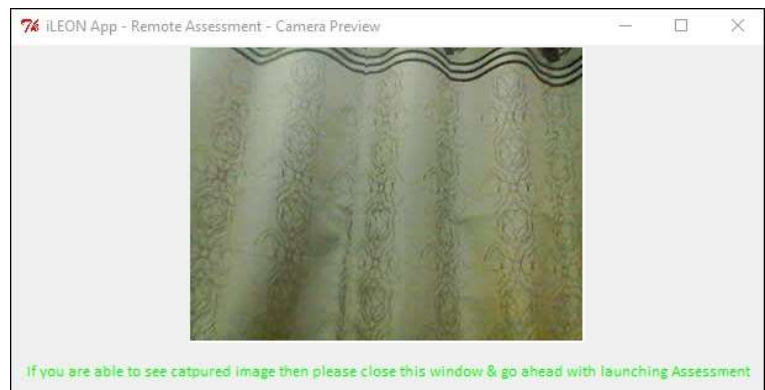 iLEON App - Remote Assessment - Camera Preview
If you are able to see catpured image then please close this window & go ahead with launching Assessment